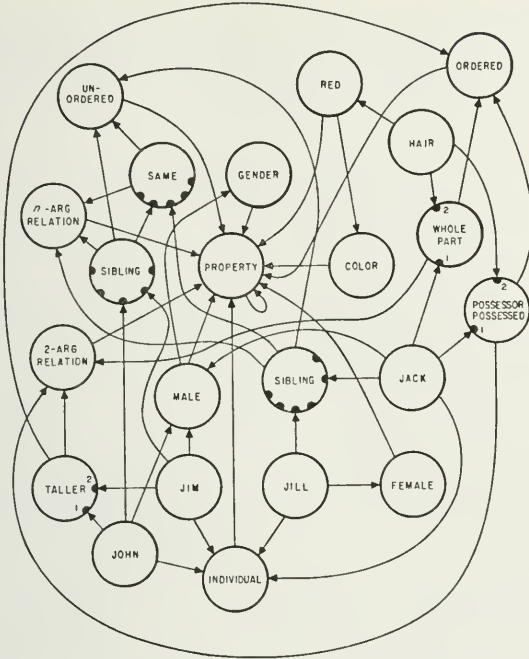 ORDERED
UN-
ORDERED
RED
HAIR
SAME
GENDER
n-ARG
RELATION
2
WHOLE
PART
1
SIBLING
PROPERTY
COLOR
2
POSSESSOR
POSSESSED
1
2-ARG
RELATION
MALE
SIBLING
JACK
TALLER
2
1
JIM
JILL
FEMALE
JOHN
INDIVIDUAL